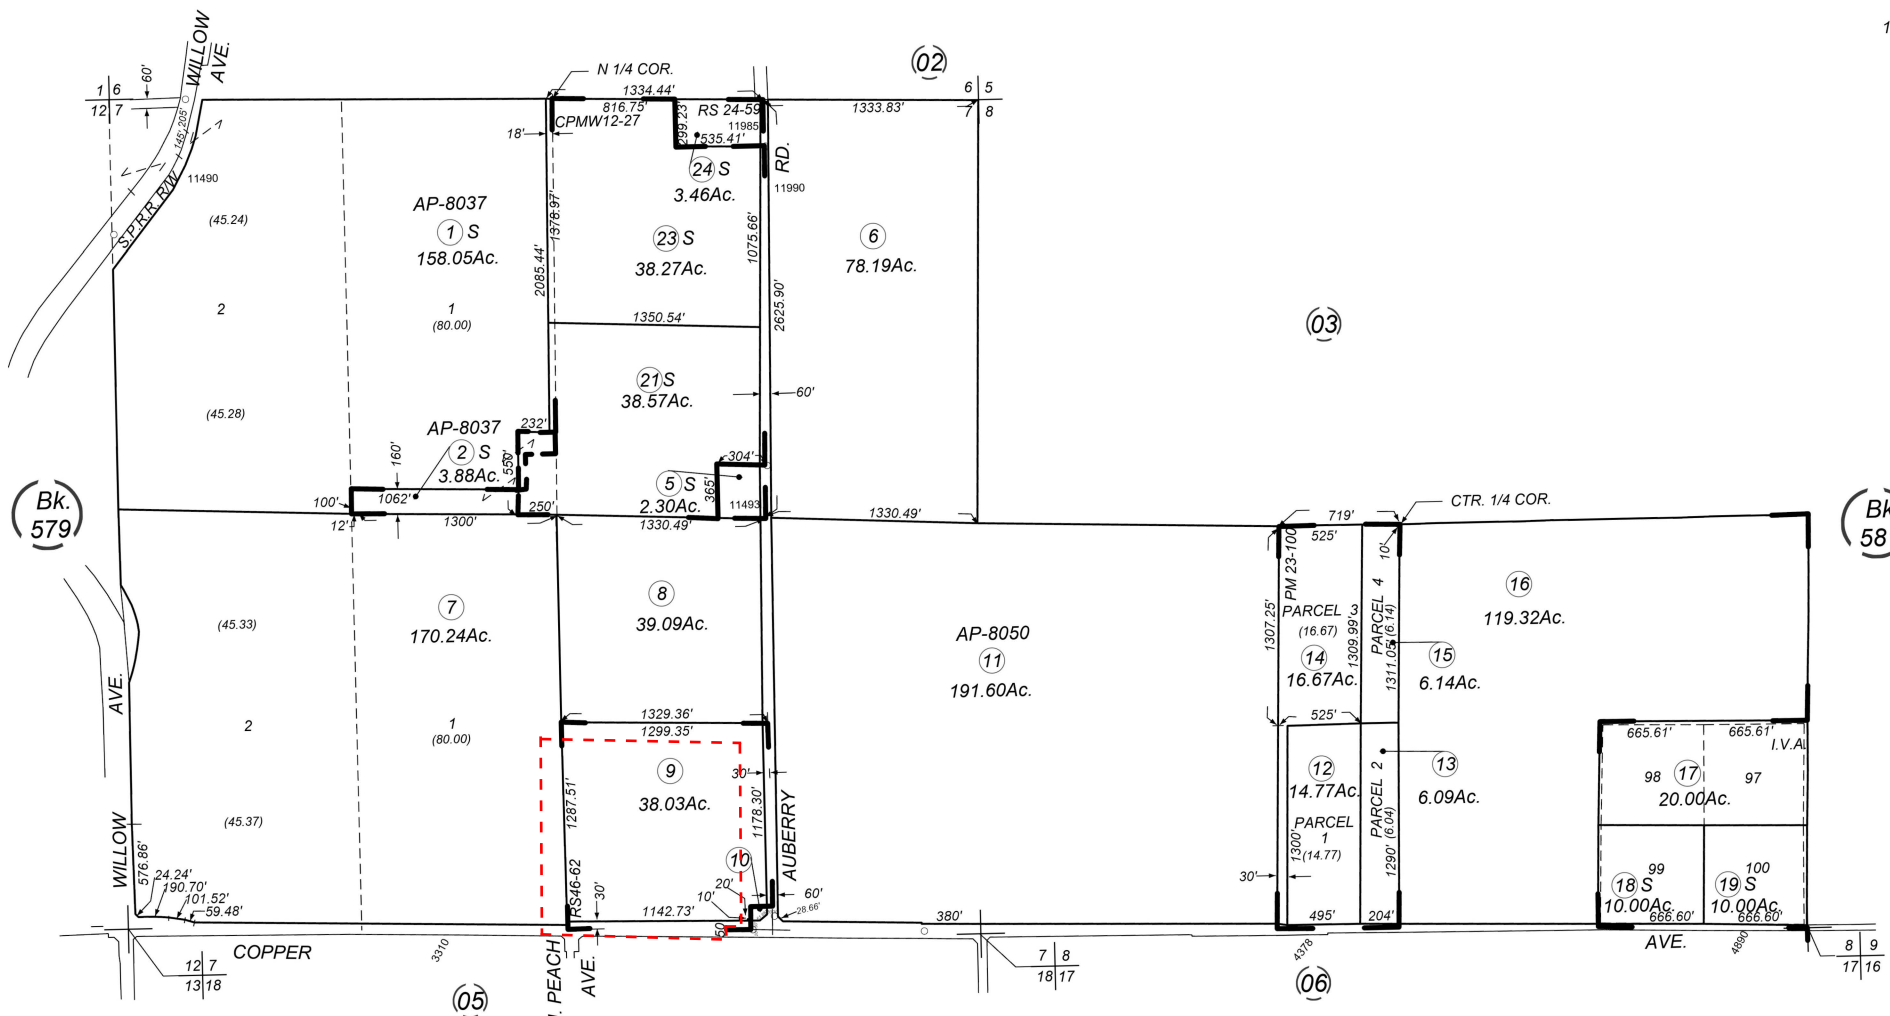 WILLOW
AVE.
02
1
N 1/4 COR.
1 6
12 7
60'
1334.44'
816.75'
RS 24-59
1333.83'
6 5
7 8
145',205'
CPMW12-27
18'
299.23'
11985
535.41'
RD.
24 S
3.46Ac.
11490
11990
S.P.R.R. R/W
(45.24)
AP-8037
1 S
158.05Ac.
1378.97'
2085.44'
23 S
38.27Ac.
1075.66'
6
78.19Ac.
2625.90'
2
1
(80.00)
1350.54'
03
21 S
38.57Ac.
60'
(45.28)
AP-8037
2 S
3.88Ac.
232'
550'
160'
304'
5 S
2.30Ac.
365'
11493
Bk.
579
100'
1062'
250'
12'
1300'
1330.49'
1330.49'
719'
525'
CTR. 1/4 COR.
Bk
58
10'
PM 23-100
(45.33)
7
170.24Ac.
8
39.09Ac.
AP-8050
11
191.60Ac.
1307.25'
PARCEL 3
(16.67)
14
16.67Ac.
1309.99'
PARCEL 4
(6.14)
1311.05'
15
6.14Ac.
16
119.32Ac.
AVE.
2
1
(80.00)
1329.36'
1299.35'
525'
665.61'
665.61'
I.V.A.
9
38.03Ac.
30'
1287.51'
1178.30'
12
14.77Ac.
PARCEL
1
(14.77)
1300'
PARCEL 2
(6.04)
1290'
13
6.09Ac.
98
17
97
20.00Ac.
(45.37)
WILLOW
576.86'
24.24'
190.70'
101.52'
59.48'
RS46-62
30'
10
20'
10'
AUBERRY
60'
28.66'
50'
30'
99
100
18 S
10.00Ac.
19 S
10.00Ac.
1142.73'
380'
495'
204'
666.60'
666.60'
COPPER
3310
AVE.
4378
4890
12 7
13 18
PEACH
AVE.
7 8
18 17
8 9
17 16
05
06